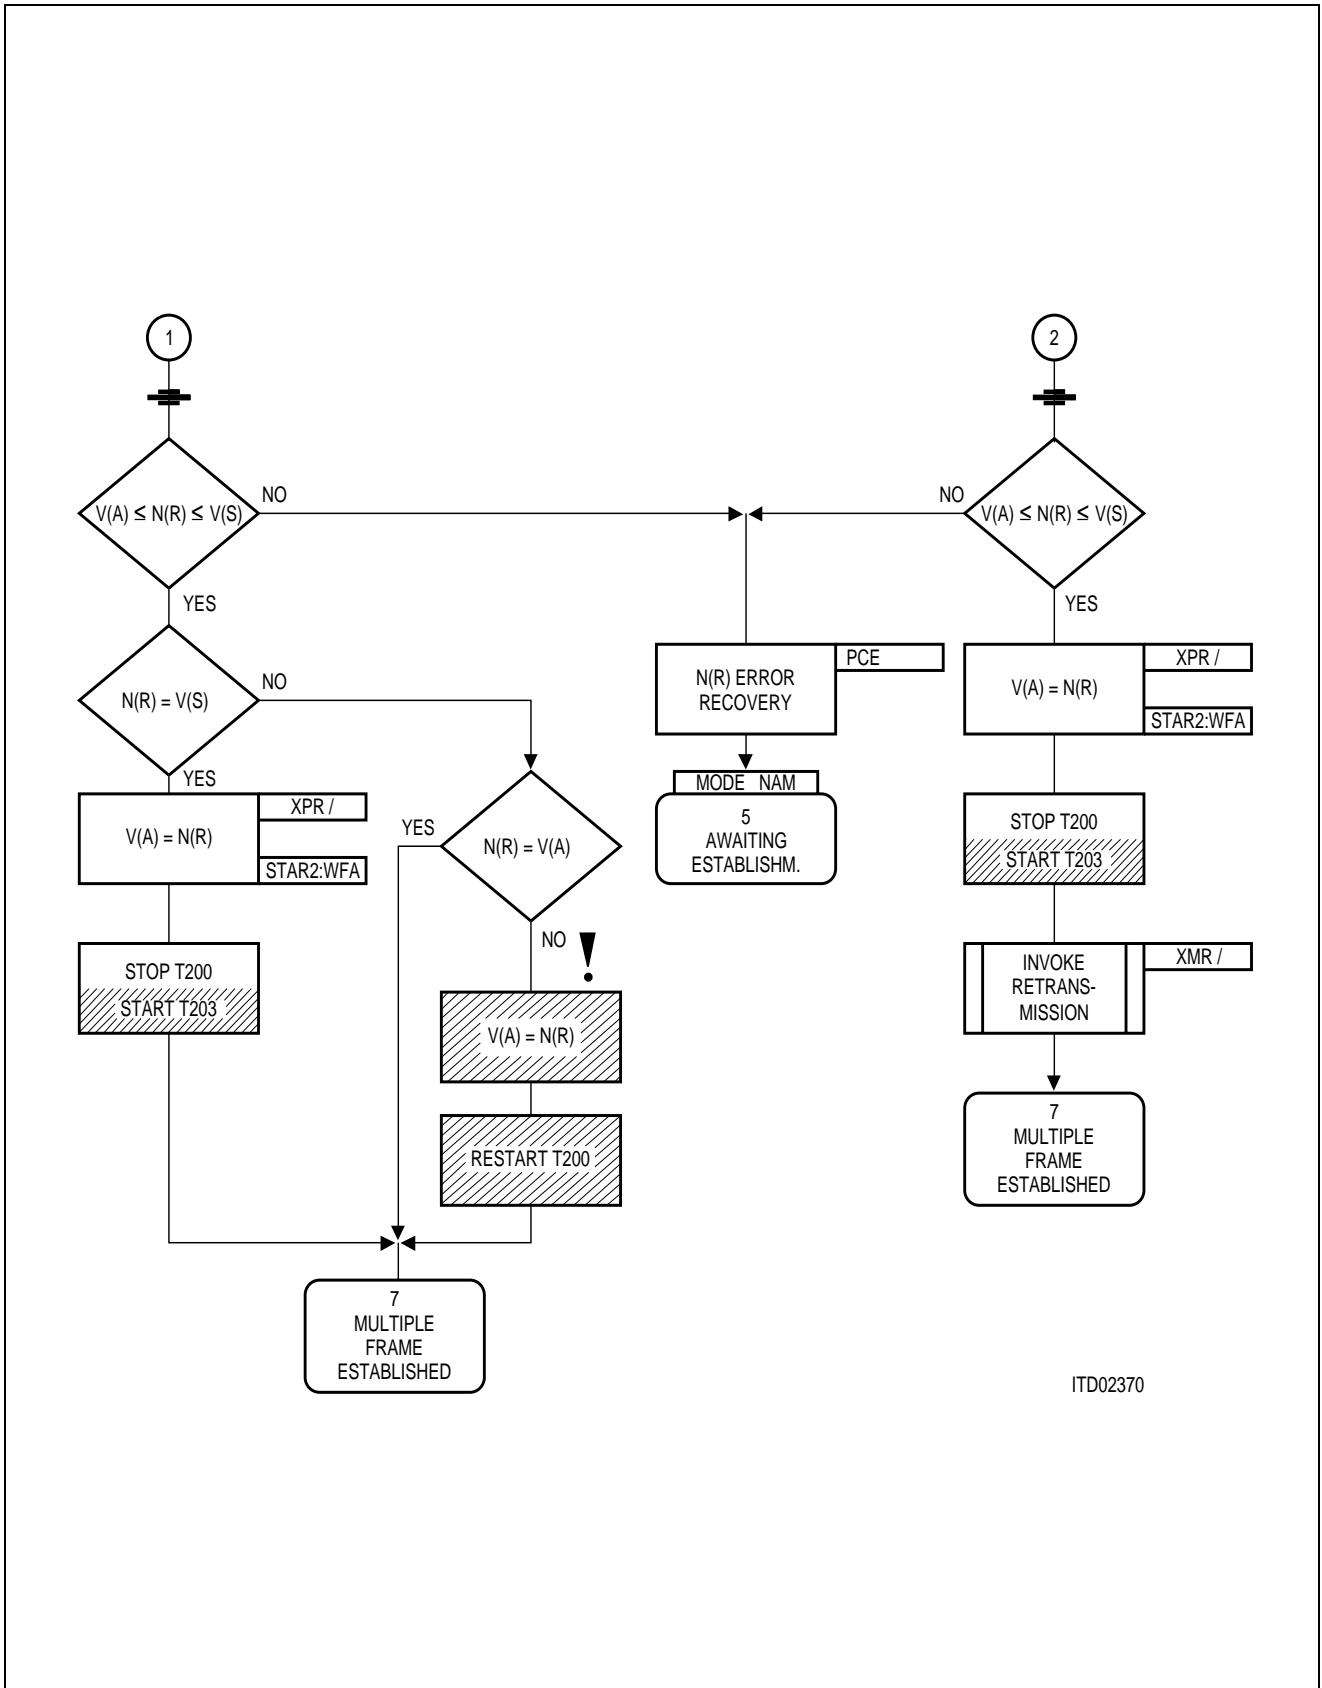 1
2
V(A) ≤ N(R) ≤ V(S)
NO
NO
V(A) ≤ N(R) ≤ V(S)
YES
YES
N(R) = V(S)
NO
N(R) ERROR
RECOVERY
PCE
V(A) = N(R)
XPR /
STAR2:WFA
YES
V(A) = N(R)
XPR /
STAR2:WFA
YES
N(R) = V(A)
MODE NAM
5
AWAITING
ESTABLISHM.
STOP T200
START T203
NO
!
STOP T200
START T203
V(A) = N(R)
INVOKE
RETRANS-
MISSION
XMR /
RESTART T200
7
MULTIPLE
FRAME
ESTABLISHED
7
MULTIPLE
FRAME
ESTABLISHED
ITD02370